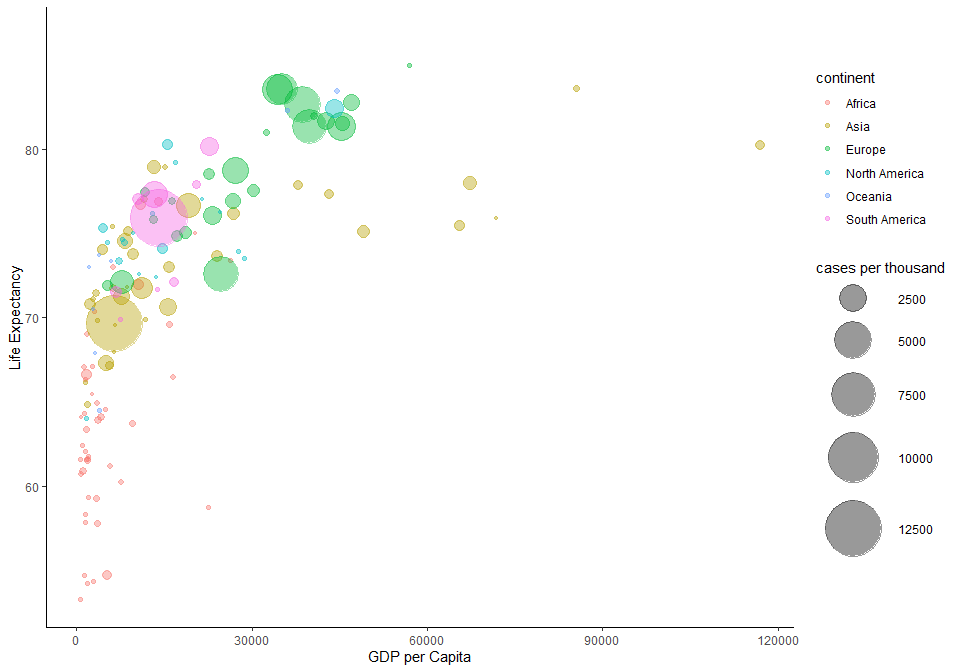 80
70
60
Life Expectancy
0
30000
60000
90000
120000
GDP per Capita
continent
Africa
Asia
Europe
North America
Oceania
South America
cases per thousand
2500
5000
7500
10000
12500